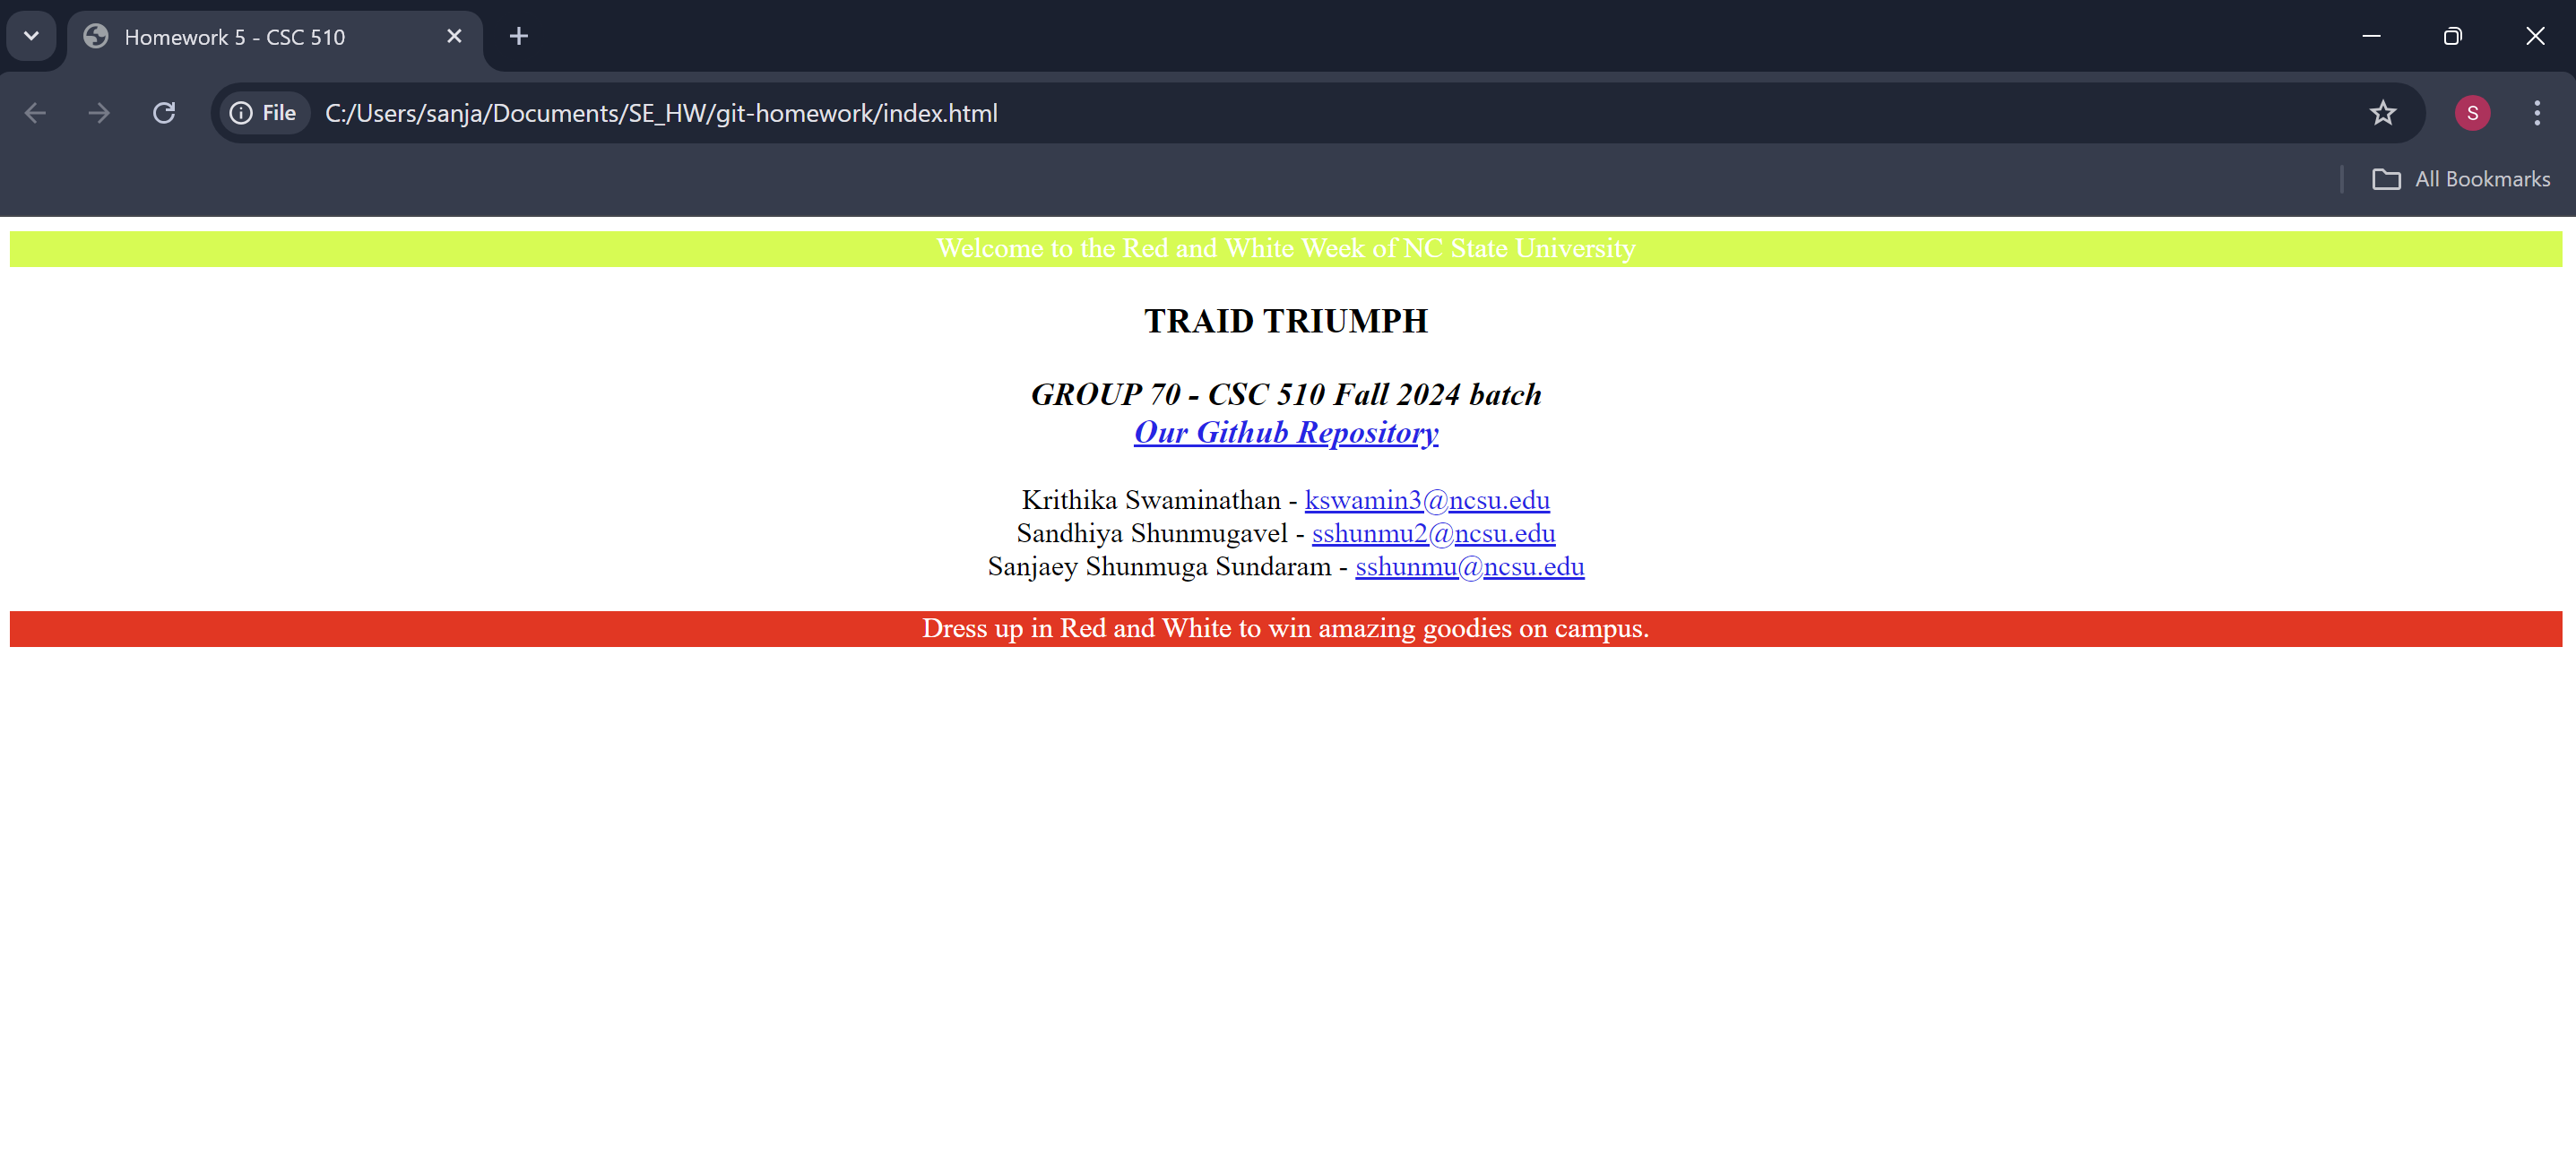 Homework 5 - CSC 510
File C:/Users/sanja/Documents/SE_HW/git-homework/index.html
S
All Bookmarks
Welcome to the Red and White Week of NC State University
TRAID TRIUMPH
GROUP 70 - CSC 510 Fall 2024 batch
Our Github Repository
Krithika Swaminathan - kswamin3@ncsu.edu
Sandhiya Shunmugavel - sshunmu2@ncsu.edu
Sanjaey Shunmuga Sundaram - sshunmu@ncsu.edu
Dress up in Red and White to win amazing goodies on campus.